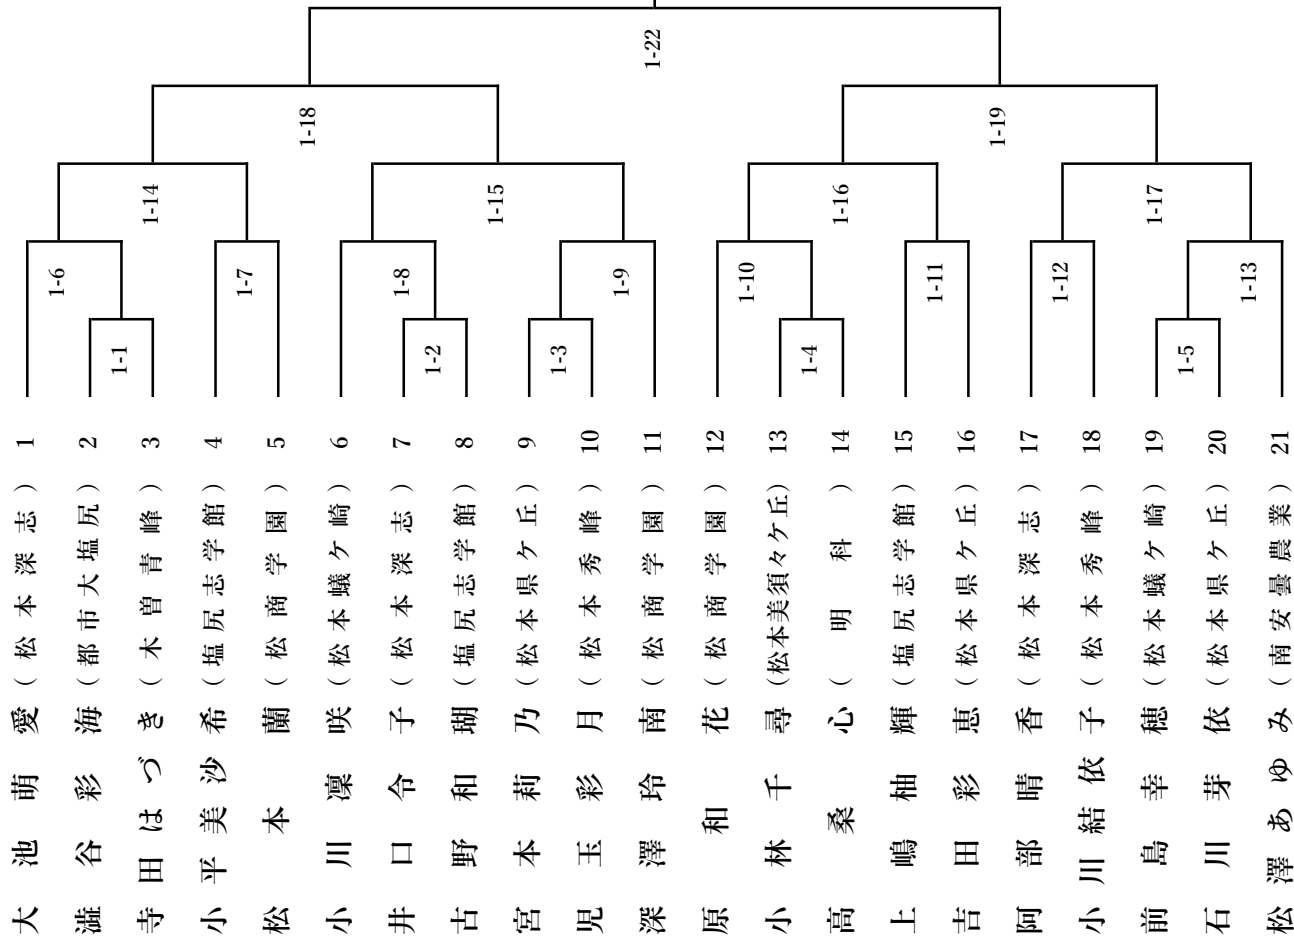 1-22
1-18
1-19
1-14
1-15
1-16
1-17
1-6
1-7
1-8
1-9
1-10
1-11
1-12
1-13
1-1
1-2
1-3
1-4
1-5
大池萌愛(松本深志) 1
澁谷彩海(都市大塩尻) 2
寺田はづき(木曽青峰) 3
小平美沙希(塩尻志学館) 4
松本蘭(松商学園) 5
小川凜咲(松本蟻ケ崎) 6
井口令子(松本深志) 7
古野和瑚(塩尻志学館) 8
宮本莉乃(松本県ケ丘) 9
児玉彩月(松本秀峰) 10
深澤玲南(松商学園) 11
原和花(松商学園) 12
小林千尋(松本美須々ケ丘) 13
高桑心(明科) 14
上嶋柚輝(塩尻志学館) 15
吉田彩恵(松本県ケ丘) 16
阿部晴香(松本深志) 17
小川結依子(松本秀峰) 18
前島幸穂(松本蟻ケ崎) 19
石川芽依(松本県ケ丘) 20
松澤あゆみ(南安曇農業) 21